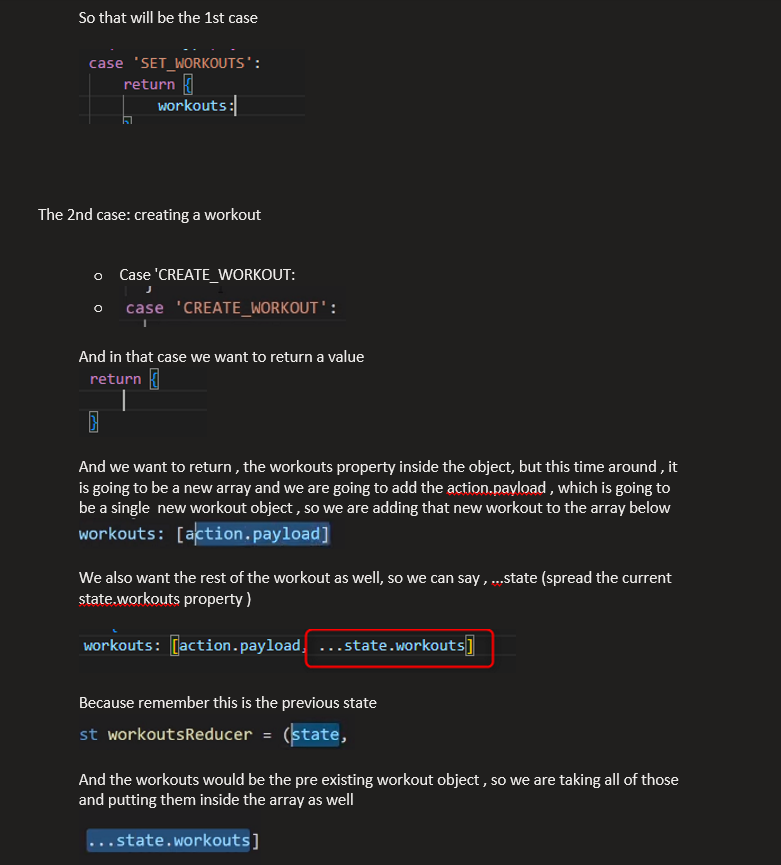 So that will be the 1st case
case 'SET_WORKOUTS':
return {
workouts:
}
The 2nd case: creating a workout
o Case 'CREATE_WORKOUT:
}
o case 'CREATE_WORKOUT':
And in that case we want to return a value
return {
}
And we want to return , the workouts property inside the object, but this time around , it
is going to be a new array and we are going to add the action.payload , which is going to
be a single new workout object , so we are adding that new workout to the array below
workouts: [action.payload]
We also want the rest of the workout as well, so we can say , ...state (spread the current
state.workouts property )
workouts: [action.payload, ...state.workouts]
Because remember this is the previous state
st workoutsReducer = (state,
And the workouts would be the pre existing workout object , so we are taking all of those
and putting them inside the array as well
...state.workouts]